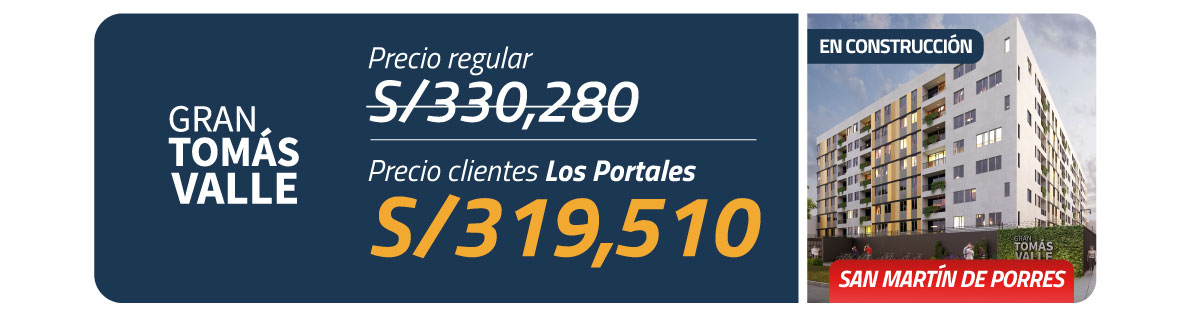 GRAN
TOMÁS
VALLE
Precio regular
S/330,280
Precio clientes Los Portales
S/319,510
EN CONSTRUCCIÓN
GRAN
TOMÁS
VALLE
SAN MARTÍN DE PORRES